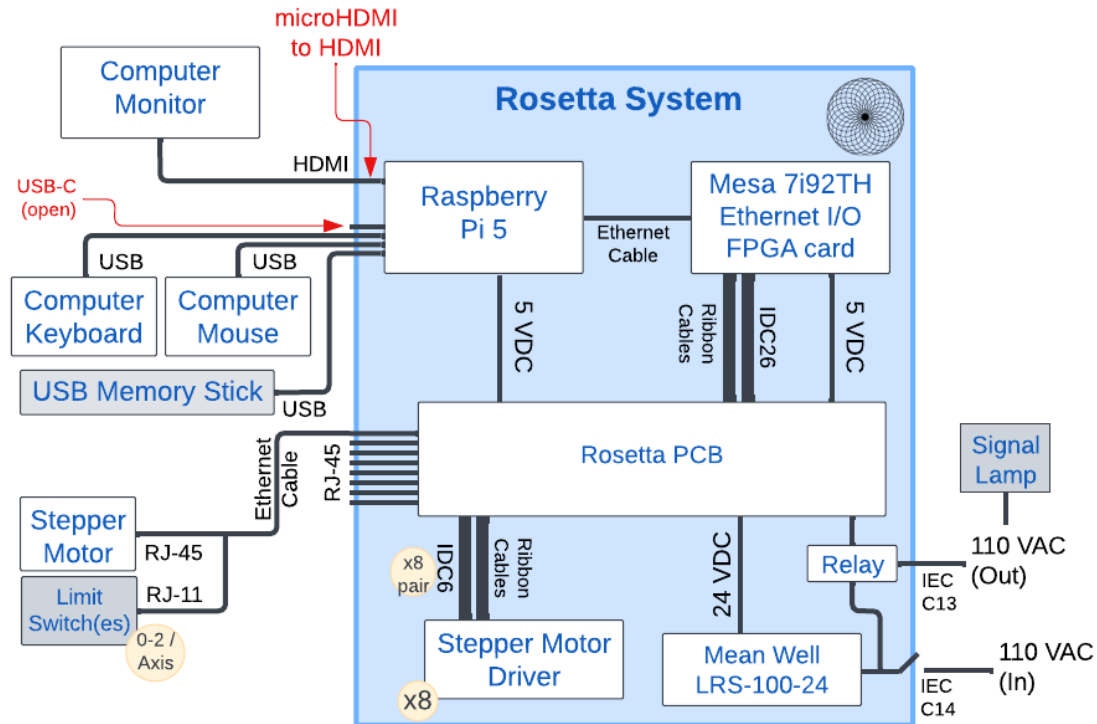 microHDMI
to HDMI
Computer
Monitor
Rosetta System
HDMI
USB-C
(open)
Raspberry
Pi 5
Mesa 7i92TH
Ethernet I/O
FPGA card
Ethernet
Cable
USB
USB
Computer
Keyboard
Computer
Mouse
5 VDC
Ribbon
Cables
IDC26
5 VDC
USB Memory Stick
USB
Ethernet
Cable
RJ-45
Rosetta PCB
Signal
Lamp
Stepper
Motor
RJ-45
x8
pair
IDC6
Ribbon
Cables
24 VDC
Relay
110 VAC
(Out)
IEC
C13
Limit
Switch(es)
RJ-11
0-2 /
Axis
Stepper Motor
Driver
x8
Mean Well
LRS-100-24
110 VAC
(In)
IEC
C14